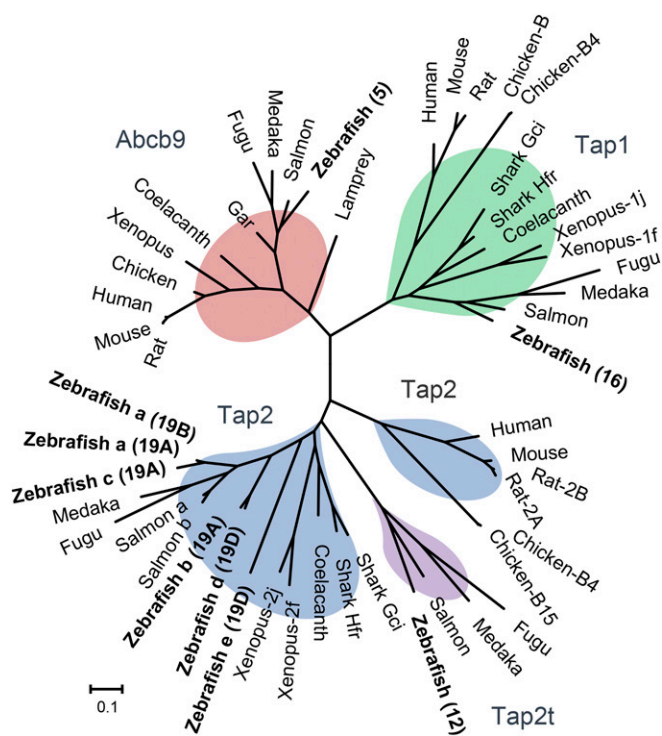 Abcb9
Fugu
Medaka
Salmon
Zebrafish (5)
Lamprey
Gar
Coelacanth
Xenopus
Chicken
Human
Mouse
Rat
Tap1
Human
Mouse
Rat
Chicken-B
Chicken-B4
Shark Gci
Shark Hfr
Coelacanth
Xenopus-1j
Xenopus-1f
Fugu
Medaka
Salmon
Zebrafish (16)
Tap2
Human
Mouse
Rat-2B
Rat-2A
Chicken-B4
Chicken-B15
Tap2
Zebrafish a (19B)
Zebrafish a (19A)
Zebrafish c (19A)
Medaka
Fugu
Salmon a
Salmon b
Zebrafish b (19A)
Zebrafish d (19D)
Zebrafish e (19D)
Xenopus-2j
Xenopus-2f
Coelacanth
Shark Hfr
Shark Gci
Tap2t
Zebrafish (12)
Salmon
Medaka
Fugu
0.1